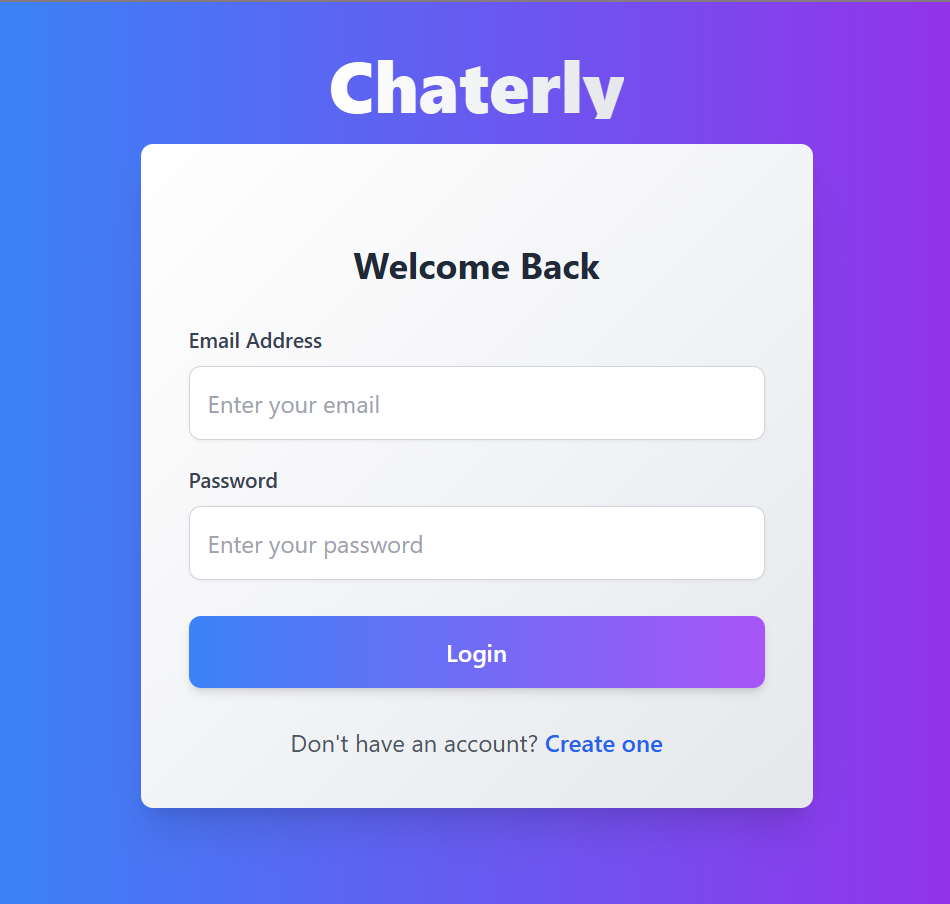 Chaterly
Welcome Back
Email Address
Enter your email
Password
Enter your password
Login
Don't have an account? Create one